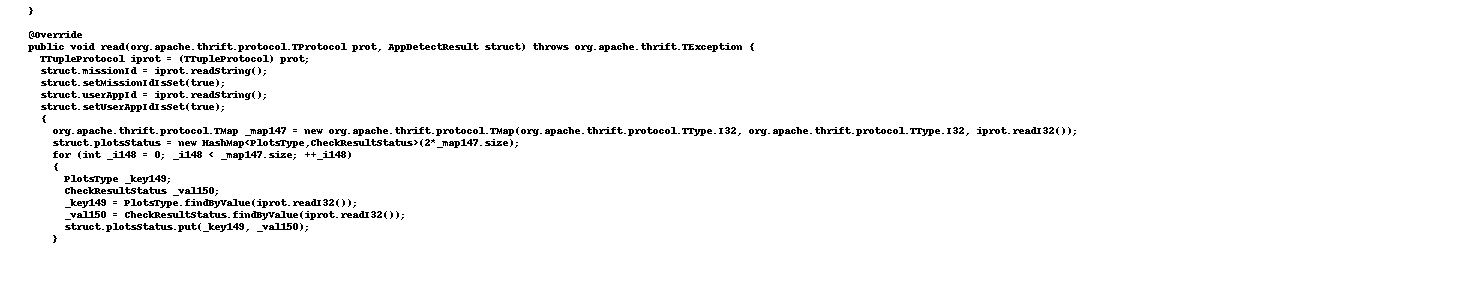 }
@Override
public void read(org.apache.thrift.protocol.TProtocol prot, AppDetectResult struct) throws org.apache.thrift.TException {
TTupleProtocol iprot = (TTupleProtocol) prot;
struct.missionId = iprot.readString();
struct.setMissionIdIsSet(true);
struct.userAppId = iprot.readString();
struct.setUserAppIdIsSet(true);
{
org.apache.thrift.protocol.TMap _map147 = new org.apache.thrift.protocol.TMap(org.apache.thrift.protocol.TType.I32, org.apache.thrift.protocol.TType.I32, iprot.readI32());
struct.plotsStatus = new HashMap<PlotsType,CheckResultStatus>(2*_map147.size);
for (int _i148 = 0; _i148 < _map147.size; ++_i148)
{
PlotsType _key149;
CheckResultStatus _val150;
_key149 = PlotsType.findByValue(iprot.readI32());
_val150 = CheckResultStatus.findByValue(iprot.readI32());
struct.plotsStatus.put(_key149, _val150);
}